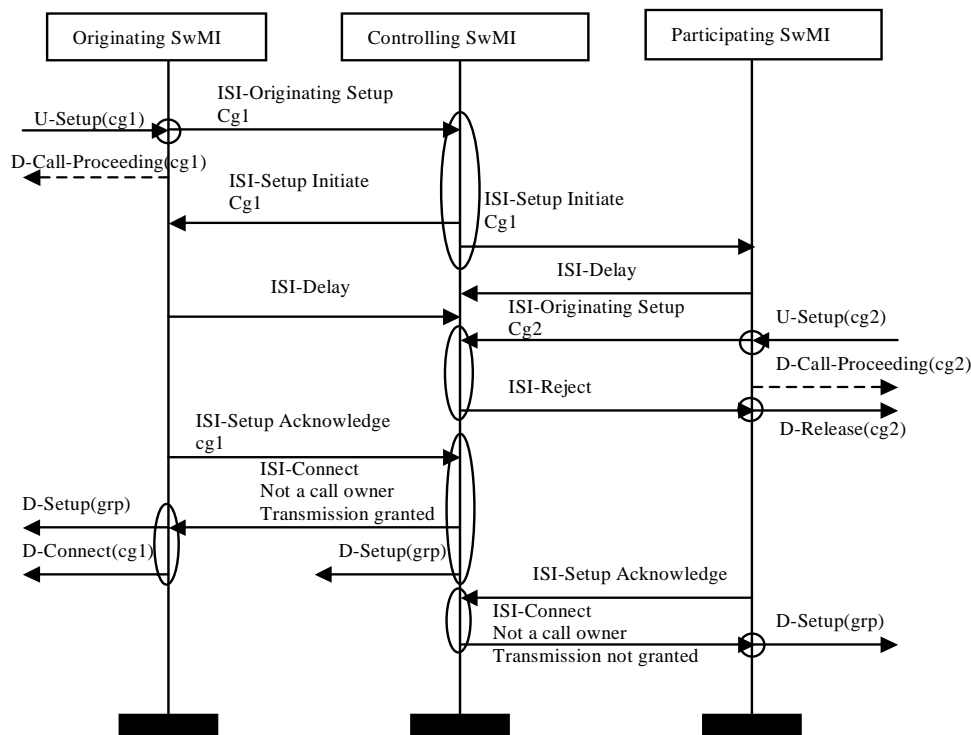 Originating SwMI
Controlling SwMI
Participating SwMI
ISI-Originating Setup
Cg1
U-Setup(cg1)
D-Call-Proceeding(cg1)
ISI-Setup Initiate
Cg1
ISI-Setup Initiate
Cg1
ISI-Delay
ISI-Delay
ISI-Originating Setup
Cg2
U-Setup(cg2)
D-Call-Proceeding(cg2)
ISI-Reject
D-Release(cg2)
ISI-Setup Acknowledge
cg1
ISI-Connect
Not a call owner
Transmission granted
D-Setup(grp)
D-Connect(cg1)
D-Setup(grp)
ISI-Setup Acknowledge
ISI-Connect
Not a call owner
Transmission not granted
D-Setup(grp)